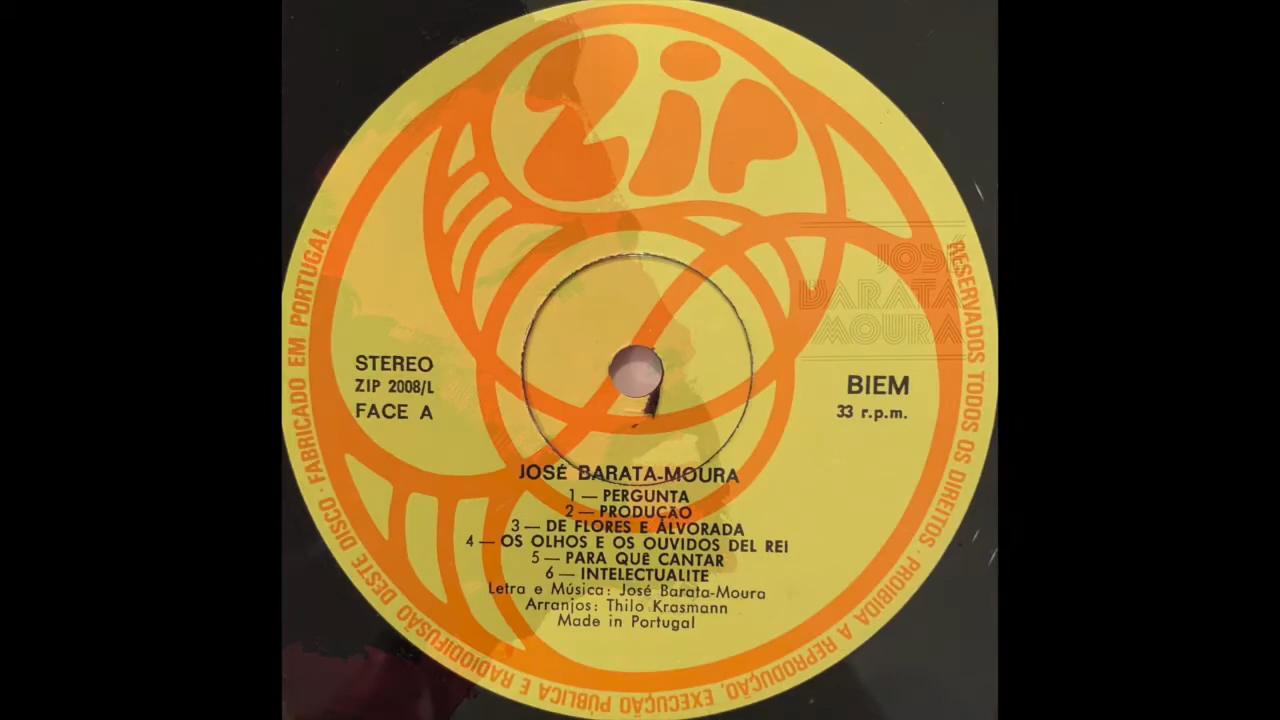 Zip
JOSÉ
BARATA
MOURA
STEREO
ZIP 2008/L
FACE A
BIEM
33 r.p.m.
JOSÉ BARATA-MOURA
1 — PERGUNTA
2 — PRODUÇÃO
3 — DE FLORES E ALVORADA
4 — OS OLHOS E OS OUVIDOS DEL REI
5 — PARA QUÊ CANTAR
6 — INTELECTUALITE
Letra e Música: José Barata-Moura
Arranjos: Thilo Krasmann
Made in Portugal
RESERVADOS TODOS OS DIREITOS · PROIBIDA A REPRODUÇÃO, EXECUÇÃO PÚBLICA E RADIODIFUSÃO DESTE DISCO · FABRICADO EM PORTUGAL